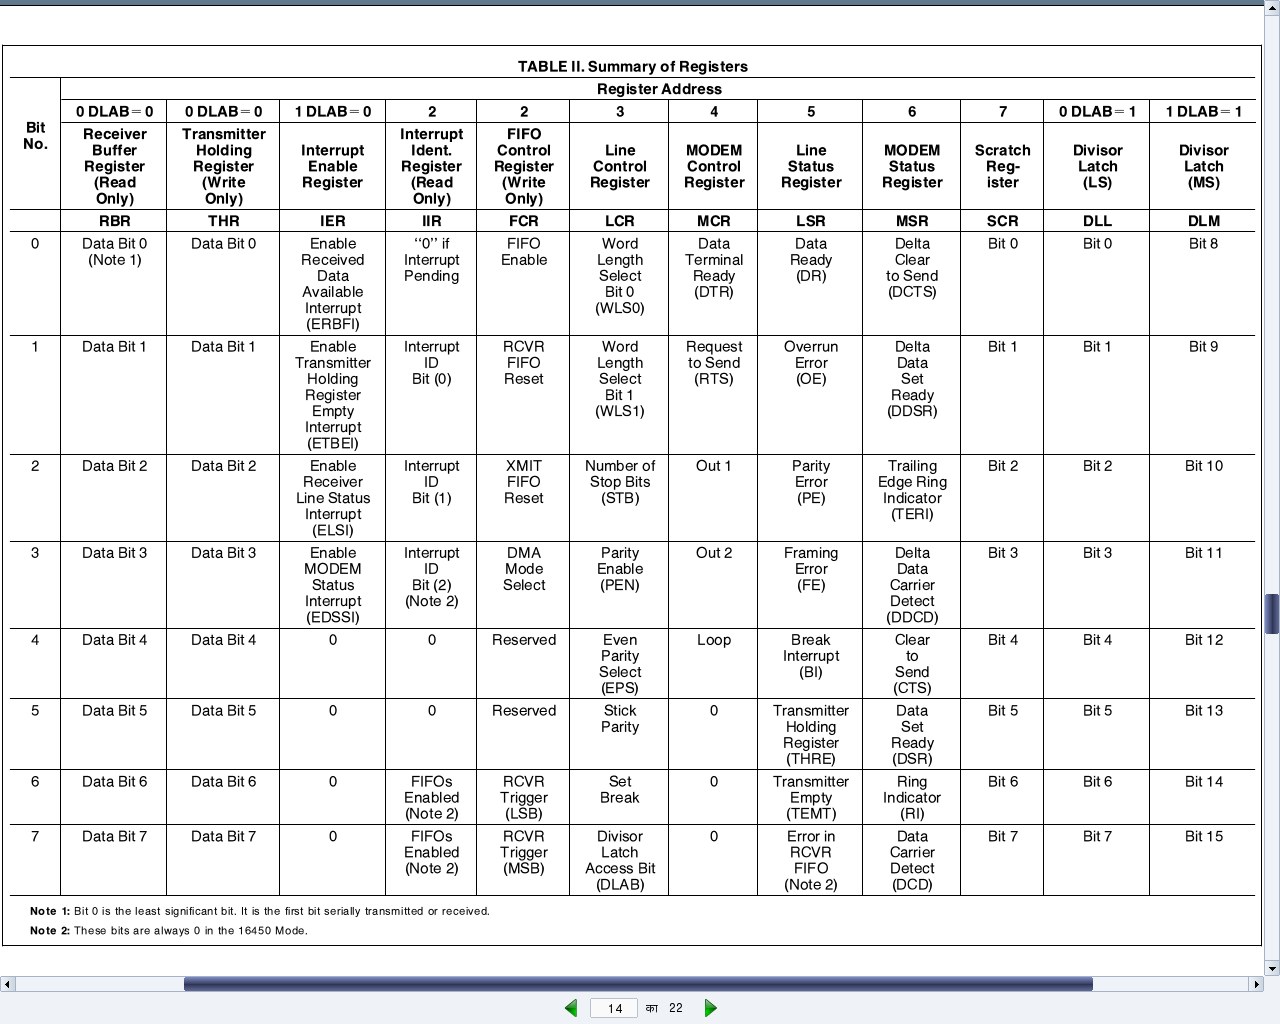 TABLE II. Summary of Registers
Register Address
Bit No.
0 DLAB=0 0 DLAB=0 1 DLAB=0 2 2 3 4 5 6 7 0 DLAB=1 1 DLAB=1
Receiver Buffer Register (Read Only) Transmitter Holding Register (Write Only) Interrupt Enable Register Interrupt Ident. Register (Read Only) FIFO Control Register (Write Only) Line Control Register MODEM Control Register Line Status Register MODEM Status Register Scratch Reg-ister Divisor Latch (LS) Divisor Latch (MS)
RBR THR IER IIR FCR LCR MCR LSR MSR SCR DLL DLM
0 Data Bit 0 (Note 1) Data Bit 0 Enable Received Data Available Interrupt (ERBFI) ‘‘0’’ if Interrupt Pending FIFO Enable Word Length Select Bit 0 (WLS0) Data Terminal Ready (DTR) Data Ready (DR) Delta Clear to Send (DCTS) Bit 0 Bit 0 Bit 8
1 Data Bit 1 Data Bit 1 Enable Transmitter Holding Register Empty Interrupt (ETBEI) Interrupt ID Bit (0) RCVR FIFO Reset Word Length Select Bit 1 (WLS1) Request to Send (RTS) Overrun Error (OE) Delta Data Set Ready (DDSR) Bit 1 Bit 1 Bit 9
2 Data Bit 2 Data Bit 2 Enable Receiver Line Status Interrupt (ELSI) Interrupt ID Bit (1) XMIT FIFO Reset Number of Stop Bits (STB) Out 1 Parity Error (PE) Trailing Edge Ring Indicator (TERI) Bit 2 Bit 2 Bit 10
3 Data Bit 3 Data Bit 3 Enable MODEM Status Interrupt (EDSSI) Interrupt ID Bit (2) (Note 2) DMA Mode Select Parity Enable (PEN) Out 2 Framing Error (FE) Delta Data Carrier Detect (DDCD) Bit 3 Bit 3 Bit 11
4 Data Bit 4 Data Bit 4 0 0 Reserved Even Parity Select (EPS) Loop Break Interrupt (BI) Clear to Send (CTS) Bit 4 Bit 4 Bit 12
5 Data Bit 5 Data Bit 5 0 0 Reserved Stick Parity 0 Transmitter Holding Register (THRE) Data Set Ready (DSR) Bit 5 Bit 5 Bit 13
6 Data Bit 6 Data Bit 6 0 FIFOs Enabled (Note 2) RCVR Trigger (LSB) Set Break 0 Transmitter Empty (TEMT) Ring Indicator (RI) Bit 6 Bit 6 Bit 14
7 Data Bit 7 Data Bit 7 0 FIFOs Enabled (Note 2) RCVR Trigger (MSB) Divisor Latch Access Bit (DLAB) 0 Error in RCVR FIFO (Note 2) Data Carrier Detect (DCD) Bit 7 Bit 7 Bit 15
Note 1: Bit 0 is the least significant bit. It is the first bit serially transmitted or received.
Note 2: These bits are always 0 in the 16450 Mode.
14 का 22